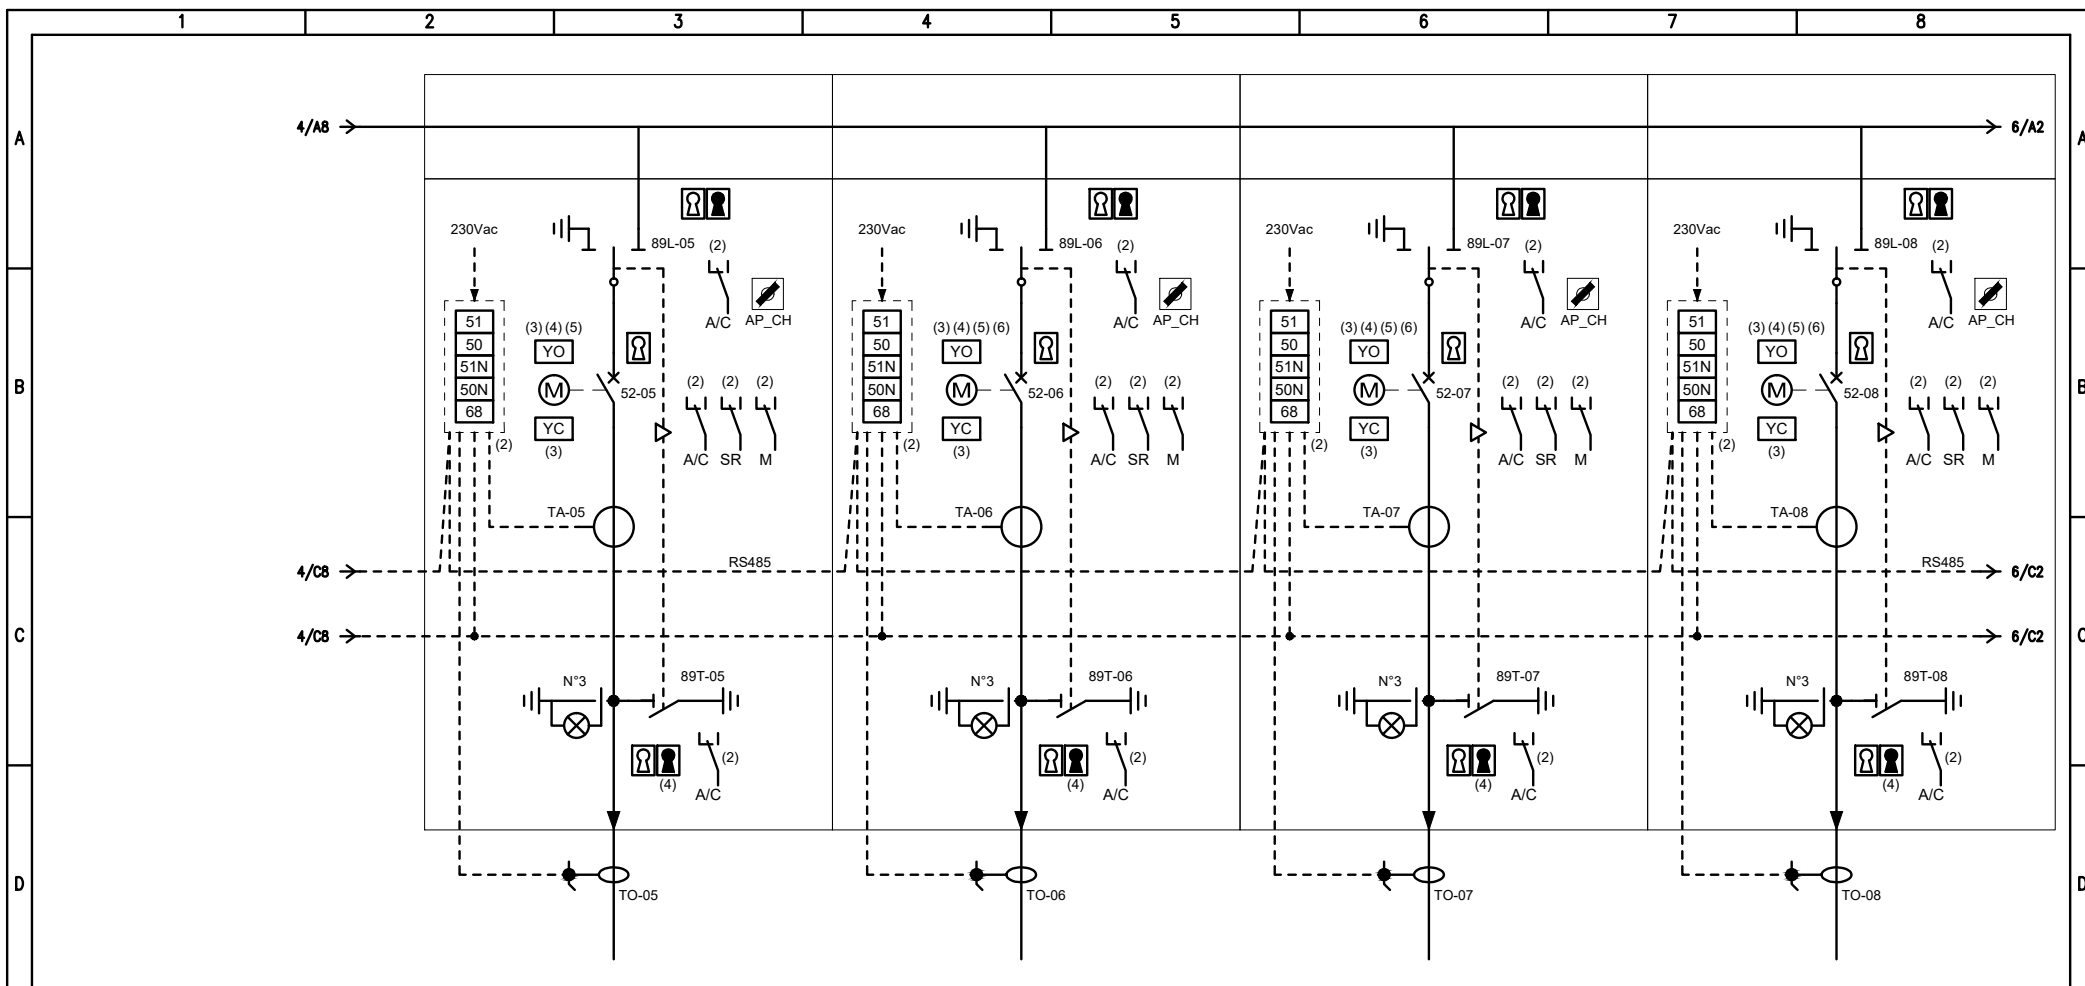 1 2 3 4 5 6 7 8
A A
4/A8 6/A2
230Vac 89L-05 (2) 230Vac 89L-06 (2) 230Vac 89L-07 (2) 230Vac 89L-08 (2)
51 (3) (4) (5) YO A/C AP_CH 51 (3) (4) (5) (6) YO A/C AP_CH 51 (3) (4) (5) (6) YO A/C AP_CH 51 (3) (4) (5) (6) YO A/C AP_CH
50 50 50 50
51N 51N 51N 51N
B 50N M 52-05 (2) (2) (2) 50N M 52-06 (2) (2) (2) 50N M 52-07 (2) (2) (2) 50N M 52-08 (2) (2) (2) B
68 YC 68 YC 68 YC 68 YC
(2) (3) A/C SR M (2) (3) A/C SR M (2) (3) A/C SR M (2) (3) A/C SR M
TA-05 TA-06 TA-07 TA-08
4/C8 RS485 RS485 6/C2
C 4/C8 6/C2 C
N°3 89T-05 N°3 89T-06 N°3 89T-07 N°3 89T-08
(2) (2) (2) (2)
(4) A/C (4) A/C (4) A/C (4) A/C
D D
TO-05 TO-06 TO-07 TO-08